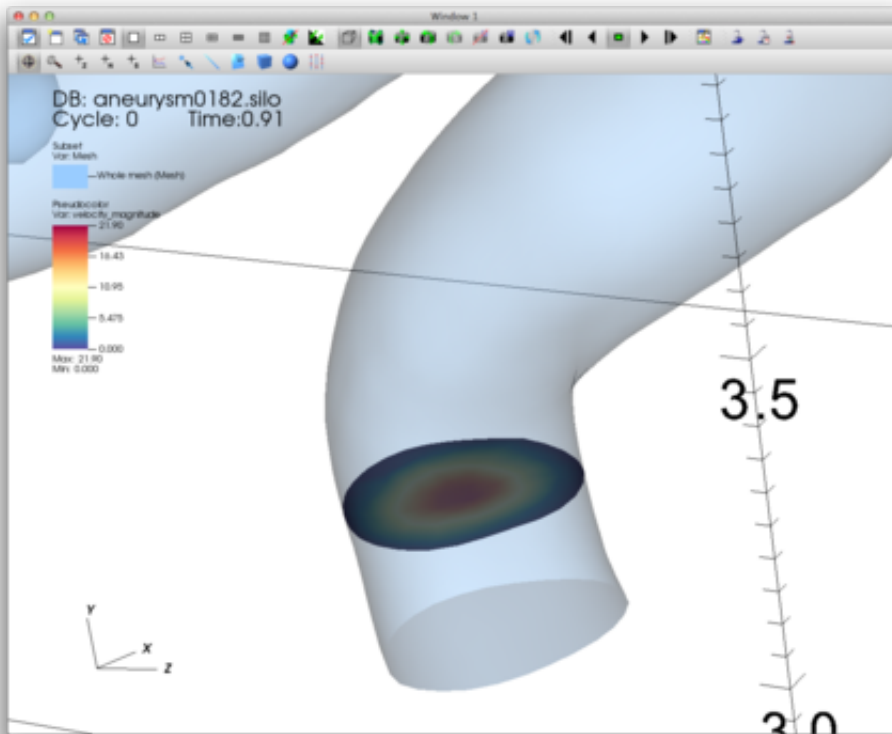 Window 1
DB: aneurysm0182.silo
Cycle: 0 Time:0.91
Subset
Var: Mesh
Whole mesh (Mesh)
Pseudocolor
Var: velocity_magnitude
21.90
16.43
10.95
5.475
0.000
Max: 21.90
Min: 0.000
3.5
Y
X
Z
3.0